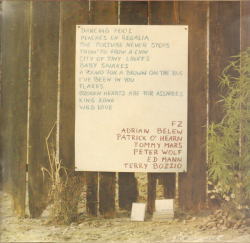 DANCING FOOL
PEACHES EN REGALIA
THE TORTURE NEVER STOPS
TRYIN' TO GROW A CHIN
CITY OF TINY LIGHTS
BABY SNAKES
A POUND FOR A BROWN ON THE BUS
I'VE BEEN IN YOU
FLAKES
BROKEN HEARTS ARE FOR ASSHOLES
KING KONG
WILD LOVE
FZ
ADRIAN BELEW
PATRICK O'HEARN
TOMMY MARS
PETER WOLF
ED MANN
TERRY BOZZIO